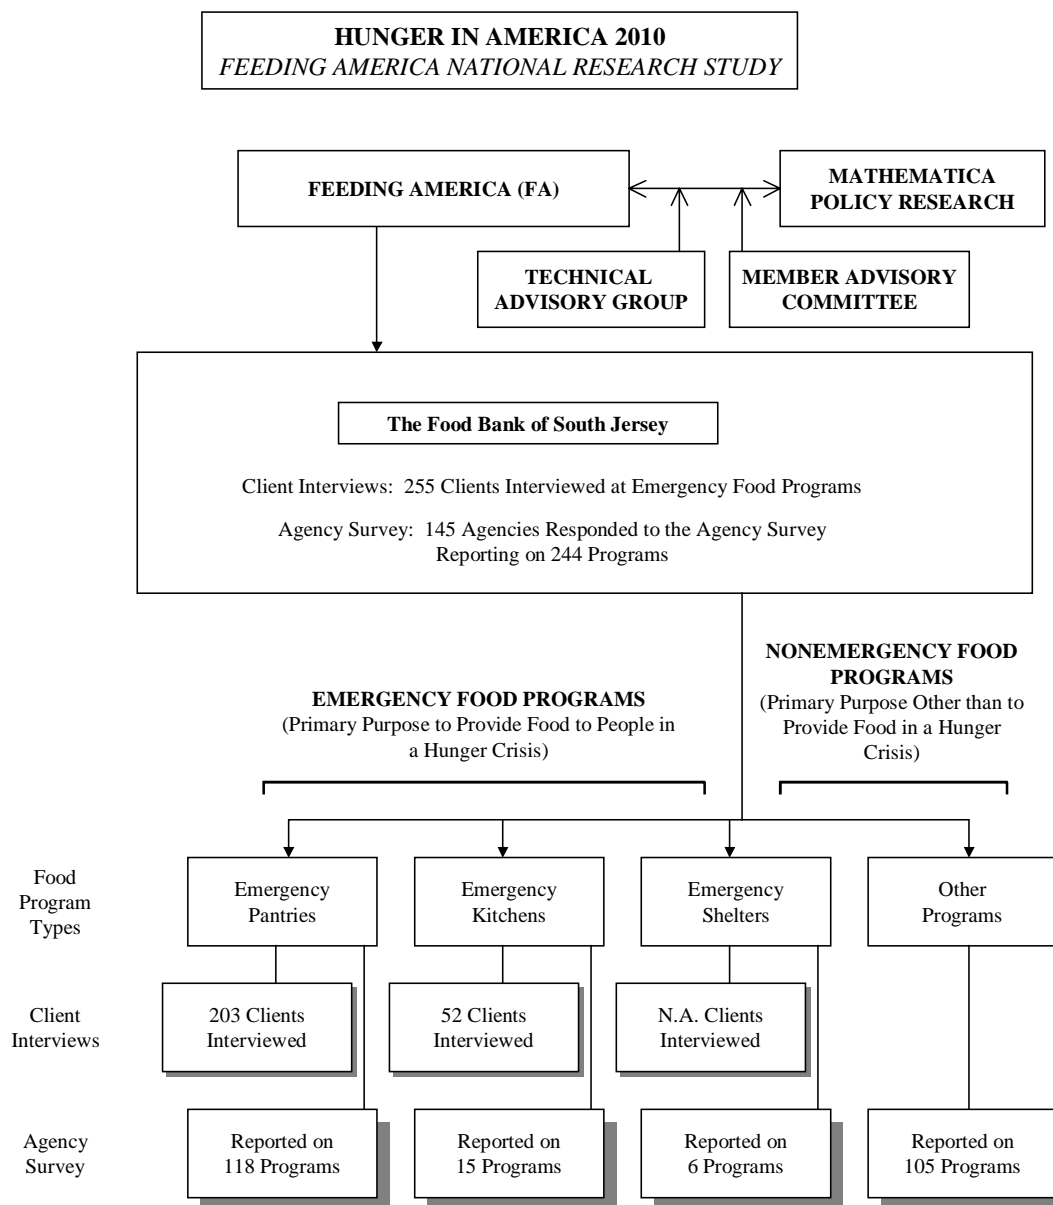 HUNGER IN AMERICA 2010
FEEDING AMERICA NATIONAL RESEARCH STUDY
FEEDING AMERICA (FA)
MATHEMATICA
POLICY RESEARCH
TECHNICAL
ADVISORY GROUP
MEMBER ADVISORY
COMMITTEE
The Food Bank of South Jersey
Client Interviews:  255 Clients Interviewed at Emergency Food Programs
Agency Survey:  145 Agencies Responded to the Agency Survey
Reporting on 244 Programs
EMERGENCY FOOD PROGRAMS
(Primary Purpose to Provide Food to People in
a Hunger Crisis)
NONEMERGENCY FOOD
PROGRAMS
(Primary Purpose Other than to
Provide Food in a Hunger
Crisis)
Food
Program
Types
Emergency
Pantries
Emergency
Kitchens
Emergency
Shelters
Other
Programs
Client
Interviews
203 Clients
Interviewed
52 Clients
Interviewed
N.A. Clients
Interviewed
Agency
Survey
Reported on
118 Programs
Reported on
15 Programs
Reported on
6 Programs
Reported on
105 Programs